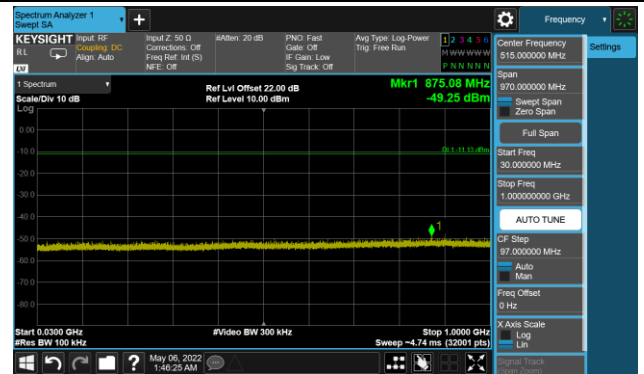 Spectrum Analyzer 1
Swept SA
Frequency
KEYSIGHT
Input: RF
Input Z: 50 Ω
#Atten: 20 dB
PNO: Fast
Avg Type: Log-Power
1 2 3 4 5 6
RL
Coupling: DC
Corrections: Off
Gate: Off
Trig: Free Run
M W W W W W
Align: Auto
Freq Ref: Int (S)
IF Gain: Low
LXI
NFE: Off
Sig Track: Off
P N N N N N
1 Spectrum
Ref Lvl Offset 22.00 dB
Mkr1 875.08 MHz
Scale/Div 10 dB
Ref Level 10.00 dBm
-49.25 dBm
Log
0.00
-10.0
DL1 -11.13 dBm
-20.0
-30.0
-40.0
1
-50.0
-60.0
-70.0
-80.0
Start 0.0300 GHz
#Video BW 300 kHz
Stop 1.0000 GHz
#Res BW 100 kHz
Sweep ~4.74 ms (32001 pts)
May 06, 2022
1:46:25 AM
Center Frequency
515.000000 MHz
Settings
Span
970.000000 MHz
Swept Span
Zero Span
Full Span
Start Freq
30.000000 MHz
Stop Freq
1.000000000 GHz
AUTO TUNE
CF Step
97.000000 MHz
Auto
Man
Freq Offset
0 Hz
X Axis Scale
Log
Lin
Signal Track
(Span Zoom)